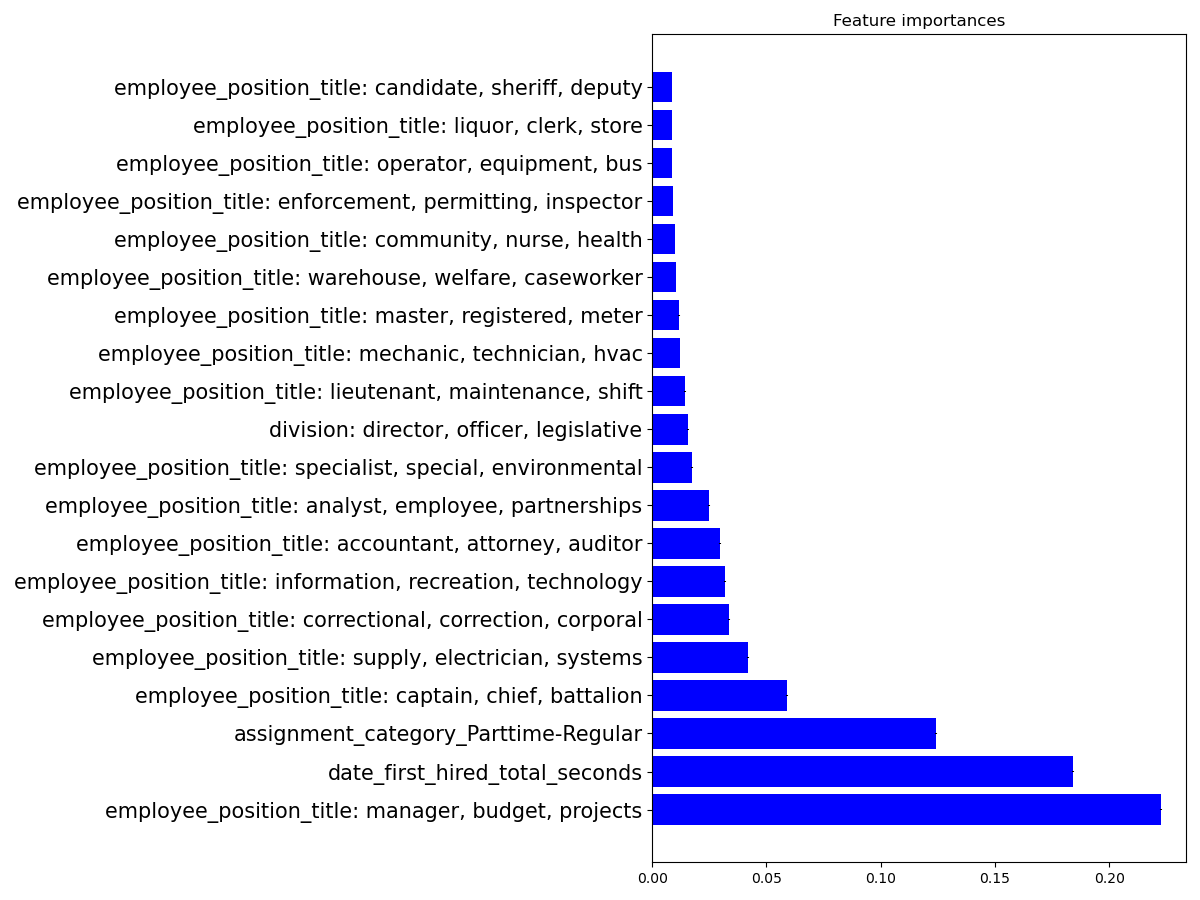 Feature importances
employee_position_title: candidate, sheriff, deputy
employee_position_title: liquor, clerk, store
employee_position_title: operator, equipment, bus
employee_position_title: enforcement, permitting, inspector
employee_position_title: community, nurse, health
employee_position_title: warehouse, welfare, caseworker
employee_position_title: master, registered, meter
employee_position_title: mechanic, technician, hvac
employee_position_title: lieutenant, maintenance, shift
division: director, officer, legislative
employee_position_title: specialist, special, environmental
employee_position_title: analyst, employee, partnerships
employee_position_title: accountant, attorney, auditor
employee_position_title: information, recreation, technology
employee_position_title: correctional, correction, corporal
employee_position_title: supply, electrician, systems
employee_position_title: captain, chief, battalion
assignment_category_Parttime-Regular
date_first_hired_total_seconds
employee_position_title: manager, budget, projects
0.00 0.05 0.10 0.15 0.20